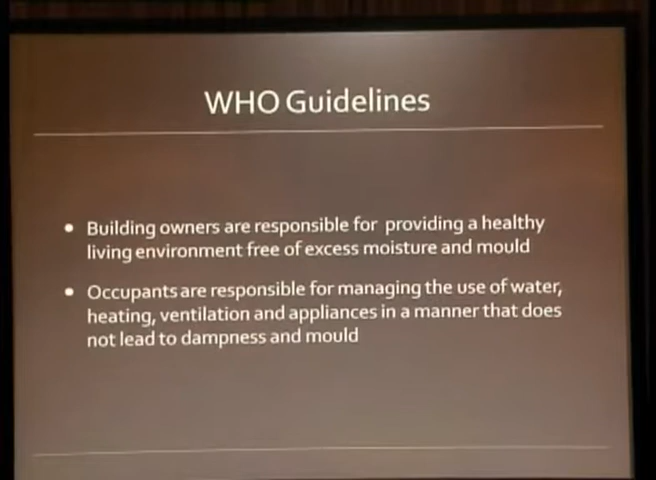 WHO Guidelines
• Building owners are responsible for providing a healthy
living environment free of excess moisture and mould
• Occupants are responsible for managing the use of water,
heating, ventilation and appliances in a manner that does
not lead to dampness and mould